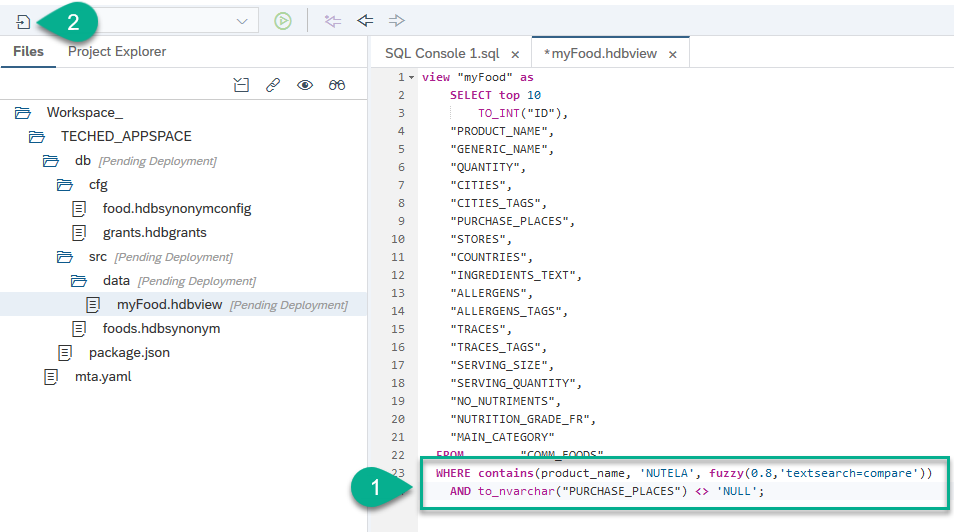 2
Files
Project Explorer
Workspace_
TECHED_APPSPACE
db [Pending Deployment]
cfg
food.hdbsynonymconfig
grants.hdbgrants
src [Pending Deployment]
data [Pending Deployment]
myFood.hdbview [Pending Deployment]
foods.hdbsynonym
package.json
mta.yaml
SQL Console 1.sql ×
*myFood.hdbview ×
1 view "myFood" as
2 SELECT top 10
3 TO_INT("ID"),
4 "PRODUCT_NAME",
5 "GENERIC_NAME",
6 "QUANTITY",
7 "CITIES",
8 "CITIES_TAGS",
9 "PURCHASE_PLACES",
10 "STORES",
11 "COUNTRIES",
12 "INGREDIENTS_TEXT",
13 "ALLERGENS",
14 "ALLERGENS_TAGS",
15 "TRACES",
16 "TRACES_TAGS",
17 "SERVING_SIZE",
18 "SERVING_QUANTITY",
19 "NO_NUTRIMENTS",
20 "NUTRITION_GRADE_FR",
21 "MAIN_CATEGORY"
22 FROM "COMM_FOODS"
23 WHERE contains(product_name, 'NUTELA', fuzzy(0.8,'textsearch=compare'))
AND to_nvarchar("PURCHASE_PLACES") <> 'NULL';
1